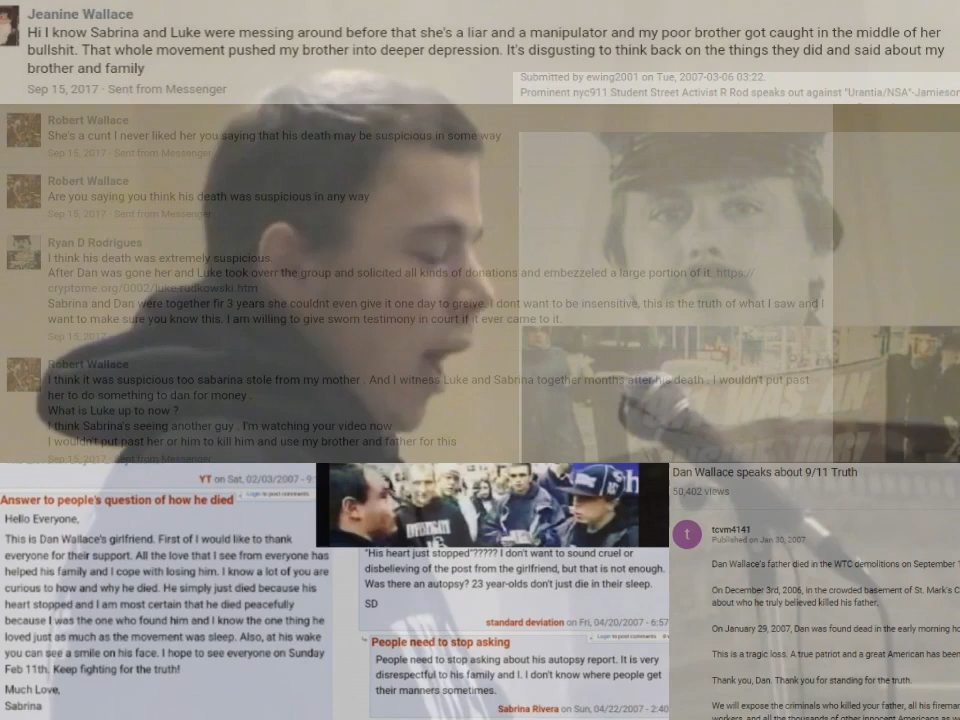 Jeanine Wallace
Hi I know Sabrina and Luke were messing around before that she's a liar and a manipulator and my poor brother got caught in the middle of her
bullshit. That whole movement pushed my brother into deeper depression. It's disgusting to think back on the things they did and said about my
brother and family
Sep 15, 2017 · Sent from Messenger
Submitted by ewing2001 on Tue, 2007-03-06 03:22.
Prominent nyc911 Student Street Activist R Rod speaks out against "Urantia/NSA"-Jamieson
Robert Wallace
She's a cunt I never liked her you saying that his death may be suspicious in some way
Sep 15, 2017 · Sent from Messenger
Robert Wallace
Are you saying you think his death was suspicious in any way
Sep 15, 2017 · Sent from Messenger
Ryan D Rodrigues
I think his death was extremely suspicious.
After Dan was gone her and Luke took overr the group and solicited all kinds of donations and embezzeled a large portion of it. https://
cryptome.org/0002/luke-rudkowski.htm
Sabrina and Dan were together fir 3 years she couldnt even give it one day to greive. I dont want to be insensitive, this is the truth of what I saw and I
want to make sure you know this. I am willing to give sworn testimony in court if it ever came to it.
Sep 15
Robert Wallace
I think it was suspicious too sabarina stole from my mother . And I witness Luke and Sabrina together months after his death . I wouldn't put past
her to do something to dan for money .
What is Luke up to now ?
I think Sabrina's seeing another guy . I'm watching your video now
I wouldn't put past her or him to kill him and use my brother and father for this
Sep 15, 2017 · Sent from Messenger
YT on Sat, 02/03/2007 - 9:
Login to post comments
Answer to people's question of how he died
Hello Everyone,
This is Dan Wallace's girlfriend. First of I would like to thank
everyone for their support. All the love that I see from everyone has
helped his family and I cope with losing him. I know a lot of you are
curious to how and why he died. He simply just died because his
heart stopped and I am most certain that he died peacefully
because I was the one who found him and I know the one thing he
loved just as much as the movement was sleep. Also, at his wake
you can see a smile on his face. I hope to see everyone on Sunday
Feb 11th. Keep fighting for the truth!
Much Love,
Sabrina
"His heart just stopped"????? I don't want to sound cruel or
disbelieving of the post from the girlfriend, but that is not enough.
Was there an autopsy? 23 year-olds don't just die in their sleep.
SD
standard deviation on Fri, 04/20/2007 - 6:57
Login to post comments
People need to stop asking
People need to stop asking about his autopsy report. It is very
disrespectful to his family and I. I don't know where people get
their manners sometimes.
Sabrina Rivera on Sun, 04/22/2007 - 2:40
Dan Wallace speaks about 9/11 Truth
50,402 views
t
tcvm4141
Published on Jan 30, 2007
Dan Wallace's father died in the WTC demolitions on September
On December 3rd, 2006, in the crowded basement of St. Mark's C
about who he truly believed killed his father.
On January 29, 2007, Dan was found dead in the early morning ho
This is a tragic loss. A true patriot and a great American has been
Thank you, Dan. Thank you for standing for the truth.
We will expose the criminals who killed your father, all his firemar
workers, and all the thousands of other innocent Americans as w